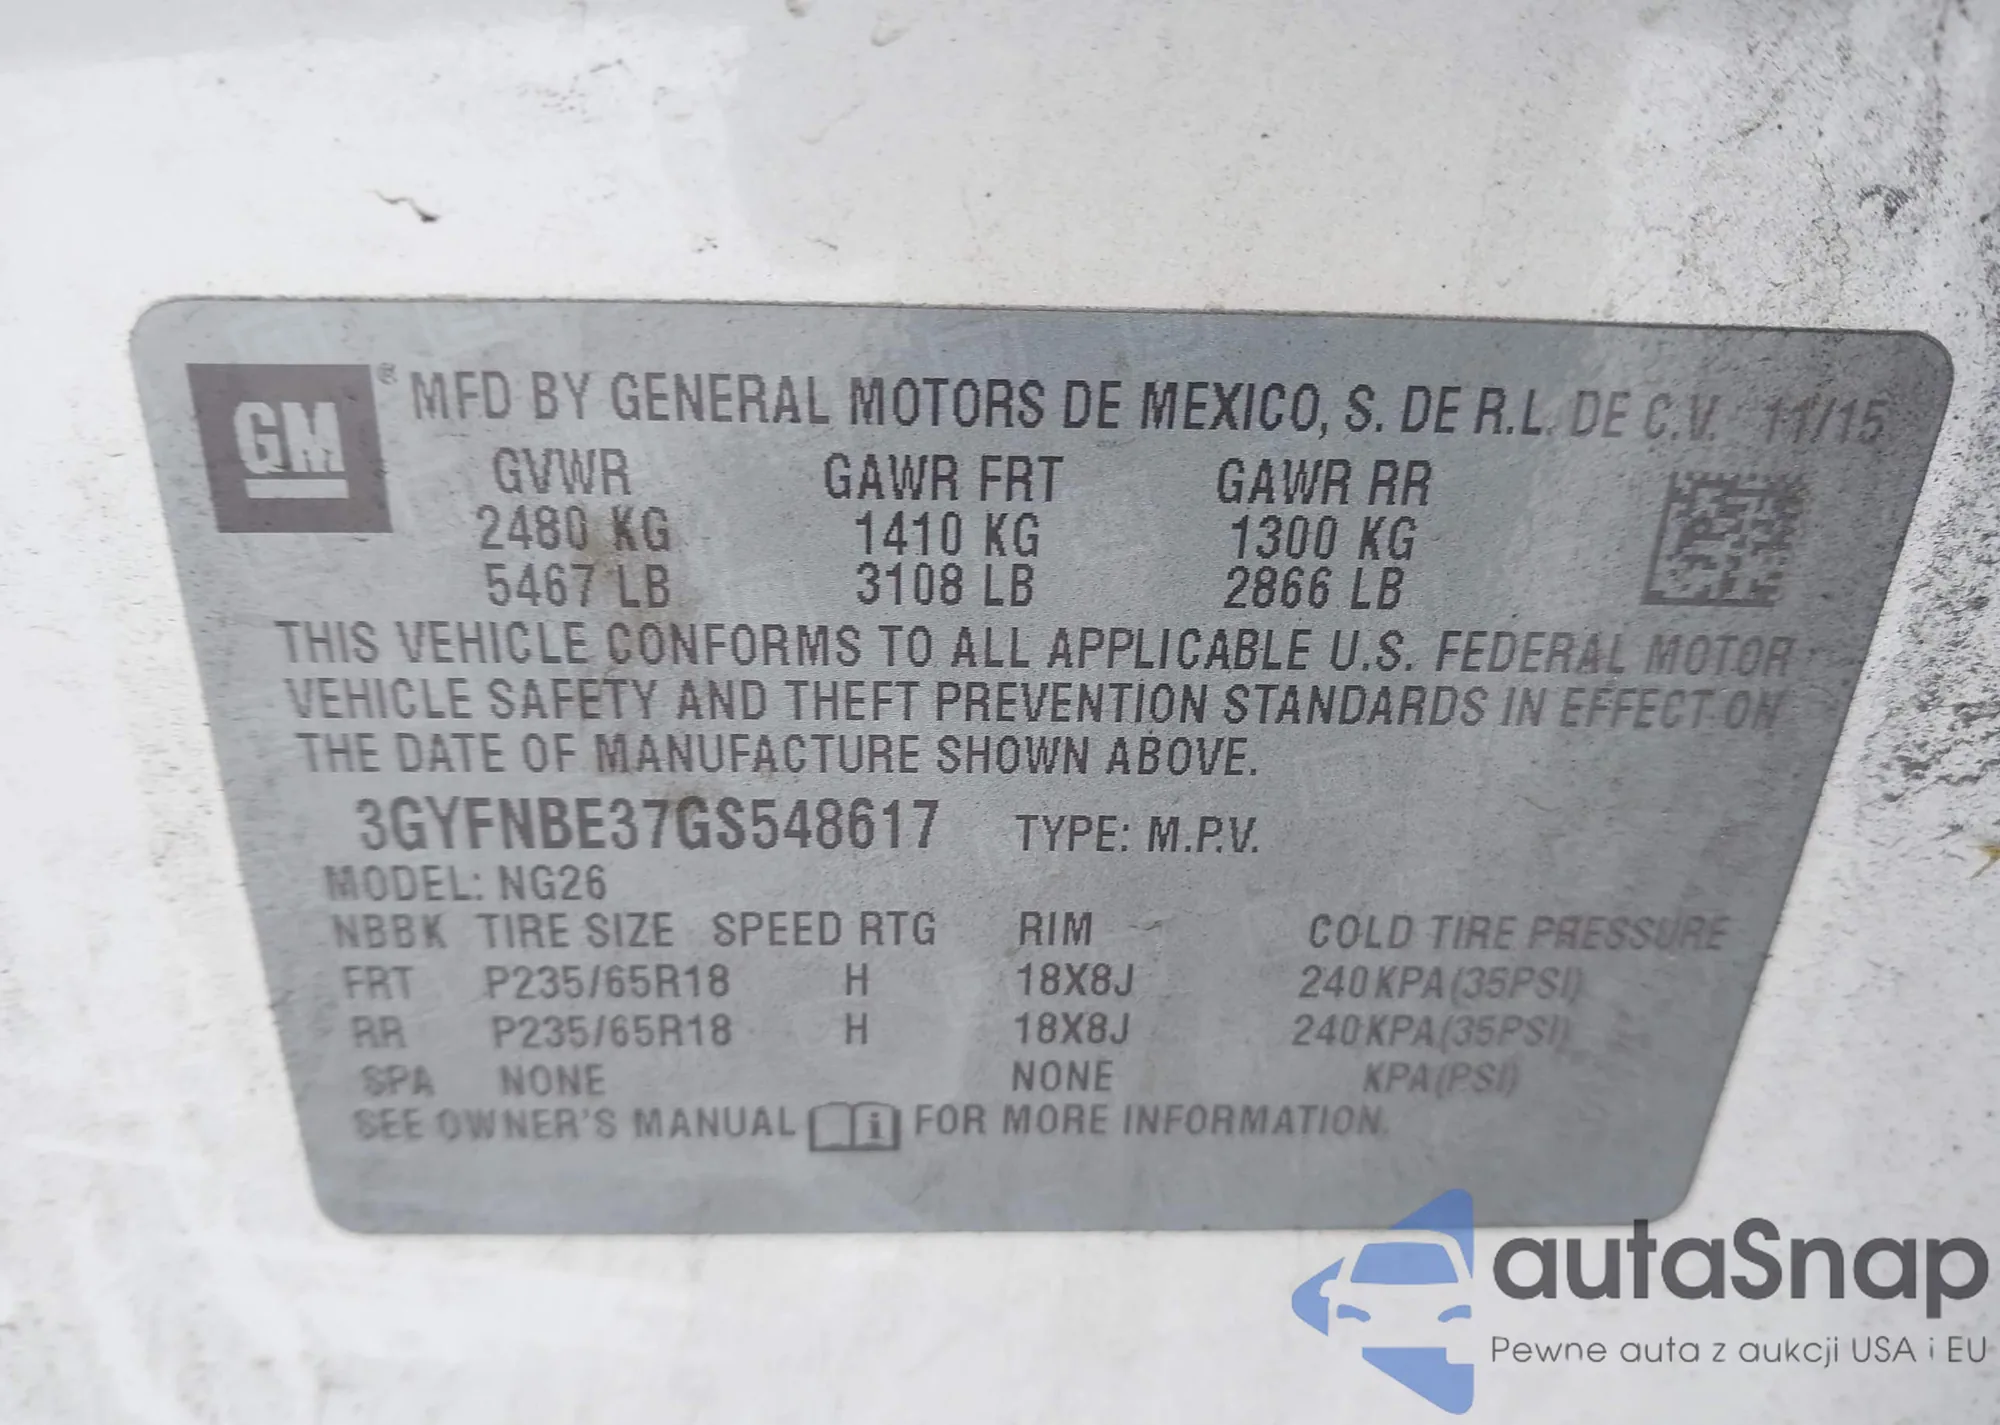 GM ® MFD BY GENERAL MOTORS DE MEXICO, S. DE R.L. DE C.V. 11/15
GVWR GAWR FRT GAWR RR
2480 KG 1410 KG 1300 KG
5467 LB 3108 LB 2866 LB
THIS VEHICLE CONFORMS TO ALL APPLICABLE U.S. FEDERAL MOTOR
VEHICLE SAFETY AND THEFT PREVENTION STANDARDS IN EFFECT ON
THE DATE OF MANUFACTURE SHOWN ABOVE.
3GYFNBE37GS548617 TYPE: M.P.V.
MODEL: NG26
NBBK TIRE SIZE SPEED RTG RIM COLD TIRE PRESSURE
FRT P235/65R18 H 18X8J 240KPA(35PSI)
RR P235/65R18 H 18X8J 240KPA(35PSI)
SPA NONE NONE KPA(PSI)
SEE OWNER'S MANUAL i FOR MORE INFORMATION.
autaSnap
Pewne auta z aukcji USA i EU